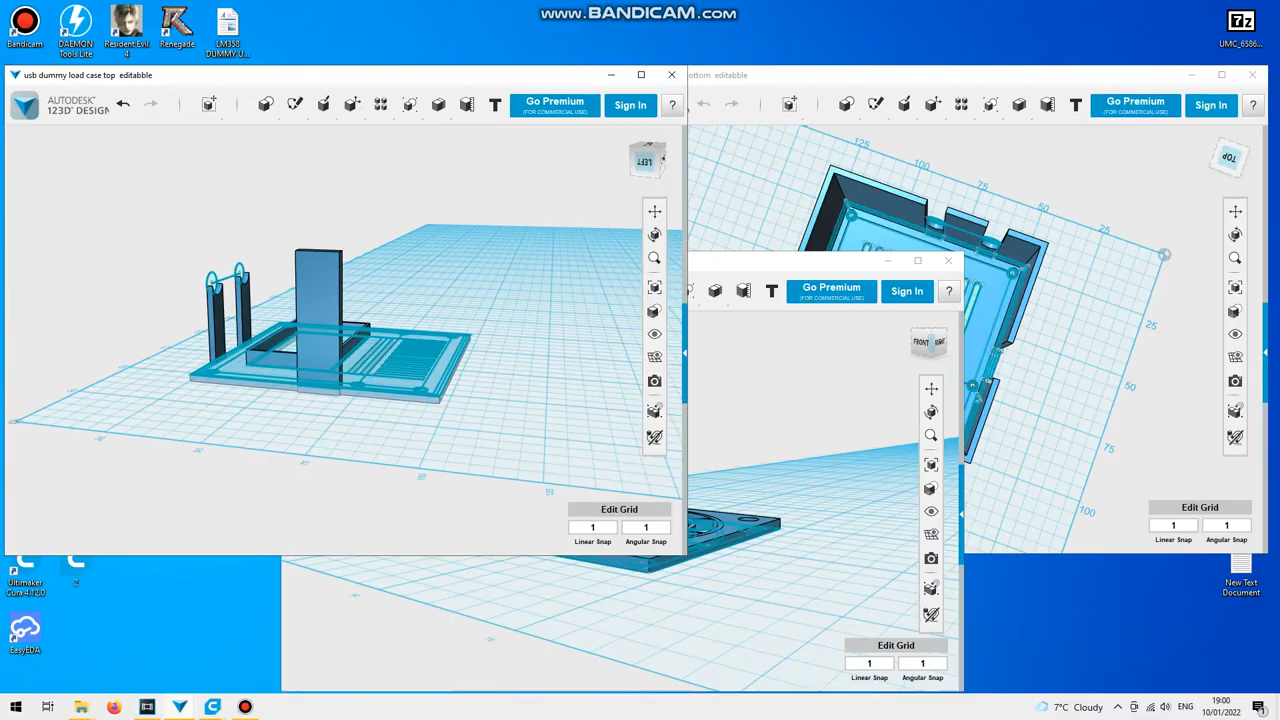 www.BANDICAM.com
Bandicam
DAEMON
Tools Lite
Resident Evil
4
Renegade
LM358
DUMMY U...
UMC_6586...
usb dummy load case top  editabble
AUTODESK®
123D® DESIGN
Go Premium
(FOR COMMERCIAL USE)
Sign In
?
LEFT
Edit Grid
1
1
Linear Snap
Angular Snap
ottom  editabble
Go Premium
(FOR COMMERCIAL USE)
Sign In
?
TOP
125
100
75
50
25
25
50
75
100
Edit Grid
1
1
Linear Snap
Angular Snap
Go Premium
(FOR COMMERCIAL USE)
Sign In
?
FRONT
Edit Grid
1
1
Linear Snap
Angular Snap
Ultimaker
Cura 4.12.0
2
EasyEDA
New Text
Document
7°C  Cloudy
ENG
19:00
10/01/2022
1